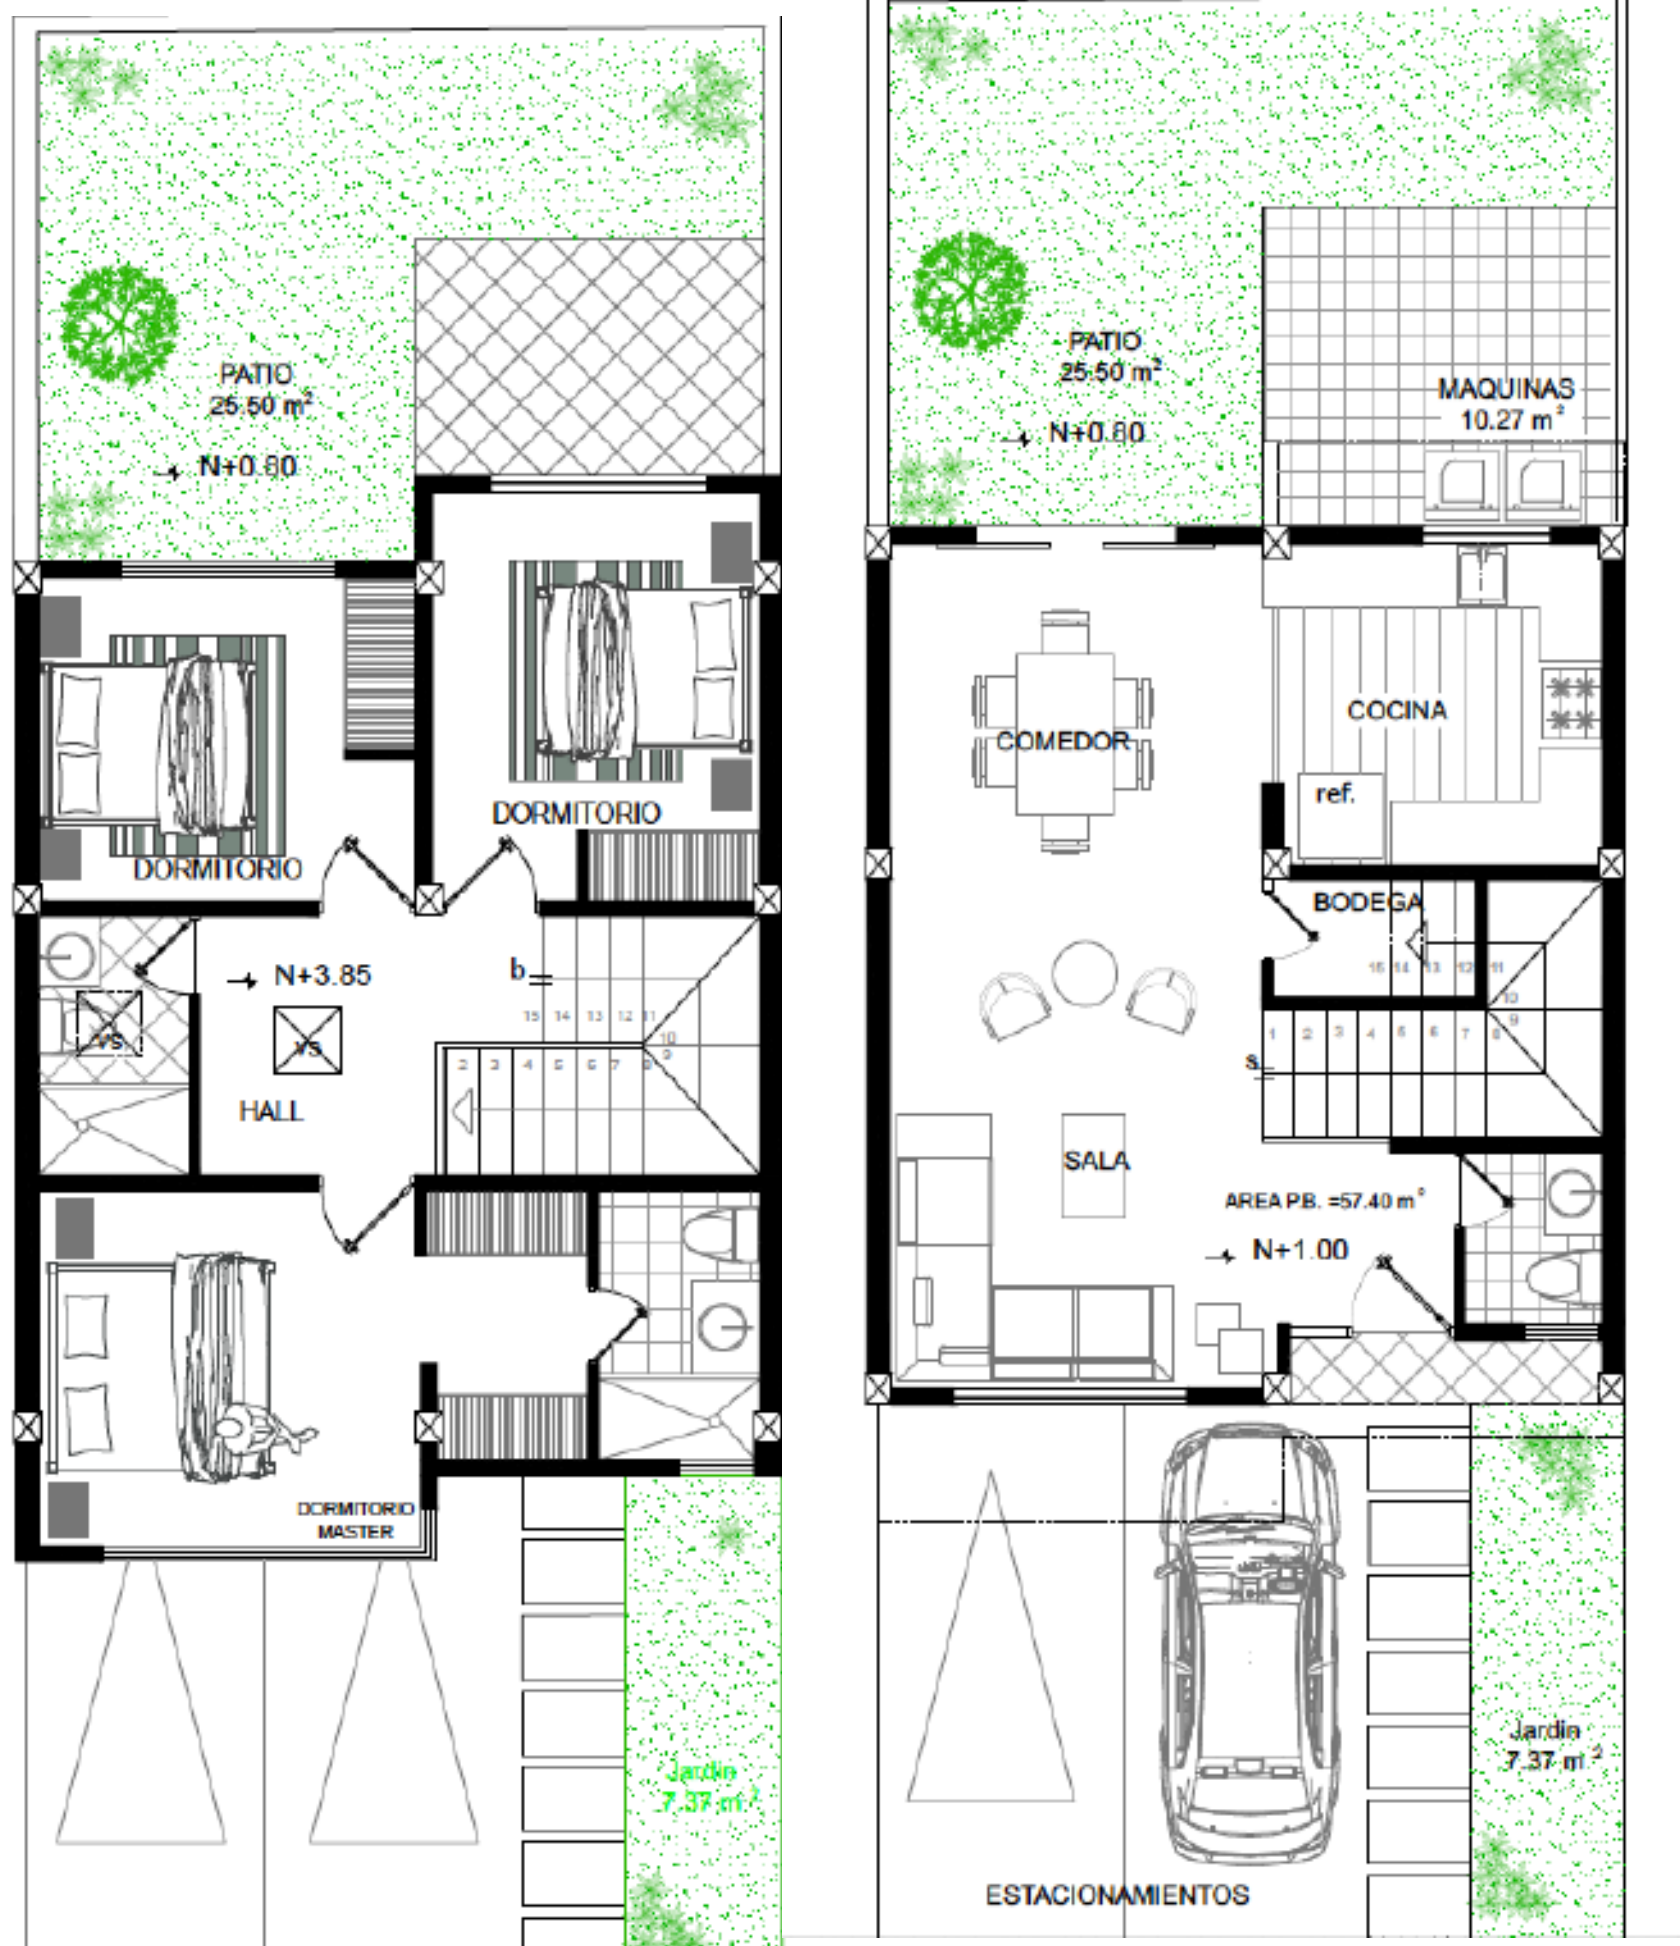 PATIO
25.50 m²
N+0.80
DORMITORIO
DORMITORIO
N+3.85
b
15 14 13 12 11
10
9
2 3 4 5 6 7 8
vs.
vs
HALL
DORMITORIO
MASTER
Jardin
7.37 m²
PATIO
25.50 m²
N+0.80
MAQUINAS
10.27 m²
COCINA
COMEDOR
ref.
BODEGA
15 14 13 12 11
10
9
1 2 3 4 5 6 7 8
s
SALA
AREA P.B. =57.40 m²
N+1.00
Jardin
7.37 m²
ESTACIONAMIENTOS